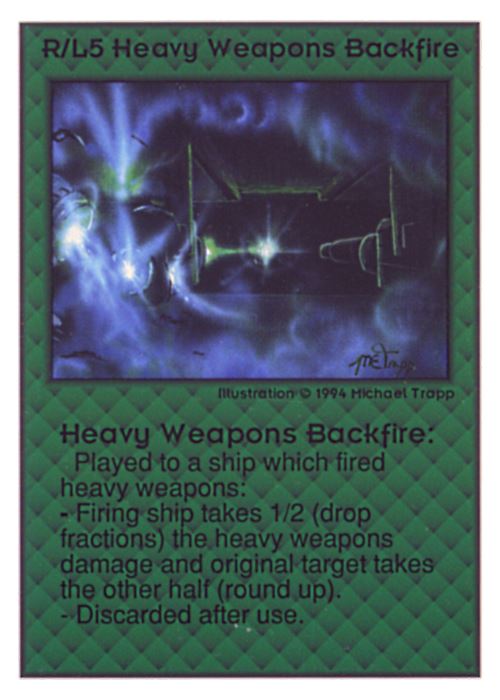 R/L5 Heavy Weapons Backfire
METrapp
Illustration © 1994 Michael Trapp
Heavy Weapons Backfire:
Played to a ship which fired
heavy weapons:
- Firing ship takes 1/2 (drop
fractions) the heavy weapons
damage and original target takes
the other half (round up).
- Discarded after use.